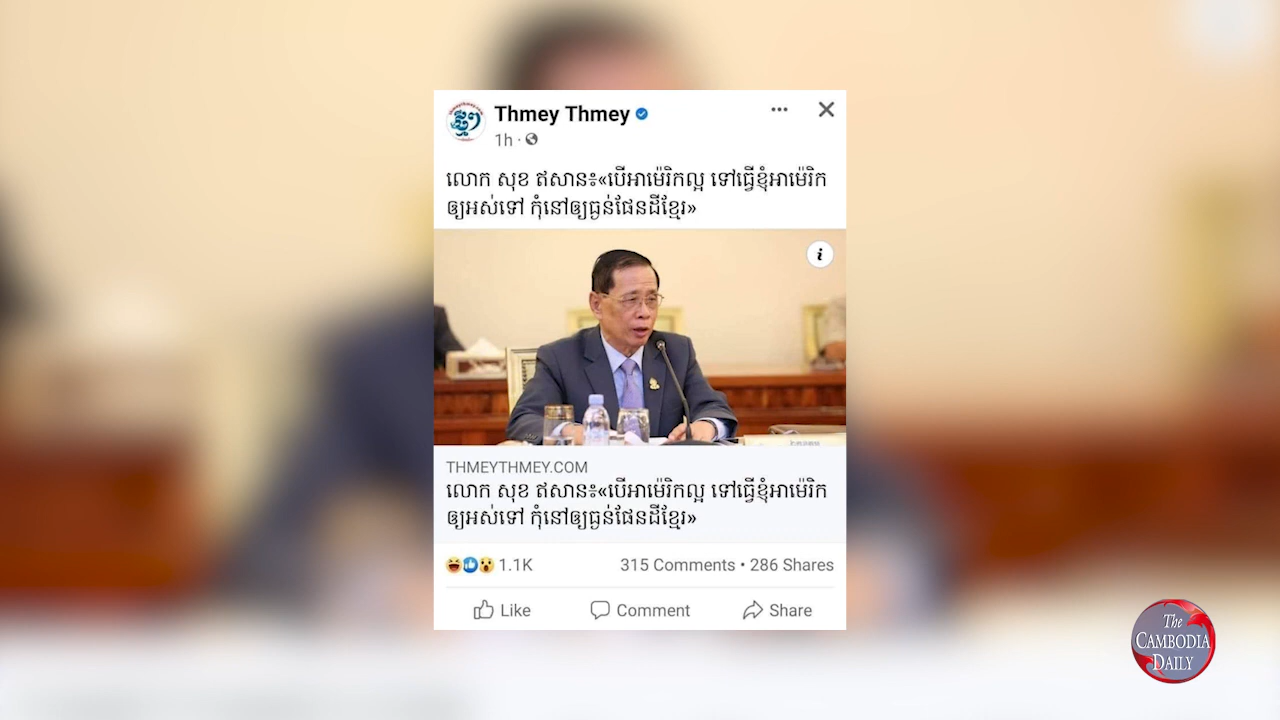 Thmey Thmey
1h
លោក សុខ ឥសាន៖«បើអាម៉េរិកល្អ ទៅធ្វើខ្ញុំអាម៉េរិក
ឲ្យអស់ទៅ កុំនៅឲ្យធ្ងន់ផែនដីខ្មែរ»
THMEYTHMEY.COM
លោក សុខ ឥសាន៖«បើអាម៉េរិកល្អ ទៅធ្វើខ្ញុំអាម៉េរិក
ឲ្យអស់ទៅ កុំនៅឲ្យធ្ងន់ផែនដីខ្មែរ»
1.1K
315 Comments • 286 Shares
Like Comment Share
The
CAMBODIA
DAILY